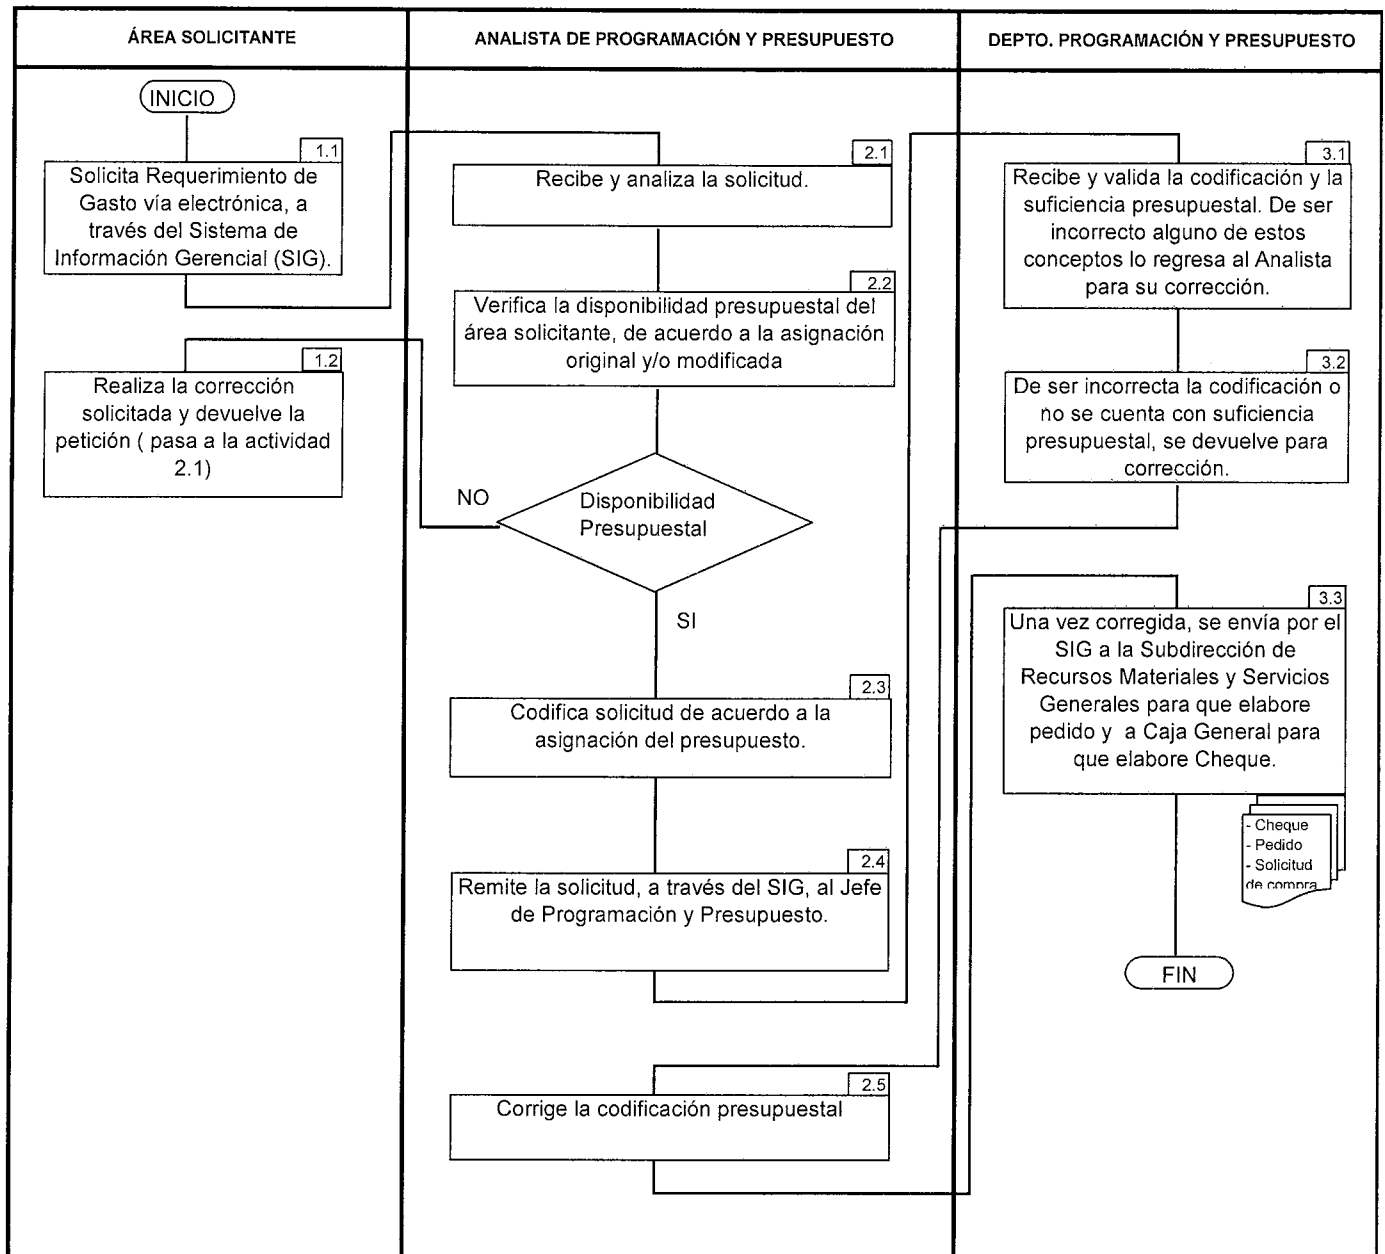 ÁREA SOLICITANTE
ANALISTA DE PROGRAMACIÓN Y PRESUPUESTO
DEPTO. PROGRAMACIÓN Y PRESUPUESTO
INICIO
1.1
Solicita Requerimiento de
Gasto vía electrónica, a
través del Sistema de
Información Gerencial (SIG).
1.2
Realiza la corrección
solicitada y devuelve la
petición ( pasa a la actividad
2.1)
2.1
Recibe y analiza la solicitud.
2.2
Verifica la disponibilidad presupuestal del
área solicitante, de acuerdo a la asignación
original y/o modificada
NO
Disponibilidad
Presupuestal
SI
2.3
Codifica solicitud de acuerdo a la
asignación del presupuesto.
2.4
Remite la solicitud, a través del SIG, al Jefe
de Programación y Presupuesto.
2.5
Corrige la codificación presupuestal
3.1
Recibe y valida la codificación y la
suficiencia presupuestal. De ser
incorrecto alguno de estos
conceptos lo regresa al Analista
para su corrección.
3.2
De ser incorrecta la codificación o
no se cuenta con suficiencia
presupuestal, se devuelve para
corrección.
3.3
Una vez corregida, se envía por el
SIG a la Subdirección de
Recursos Materiales y Servicios
Generales para que elabore
pedido y a Caja General para
que elabore Cheque.
- Cheque
- Pedido
- Solicitud
de compra
FIN